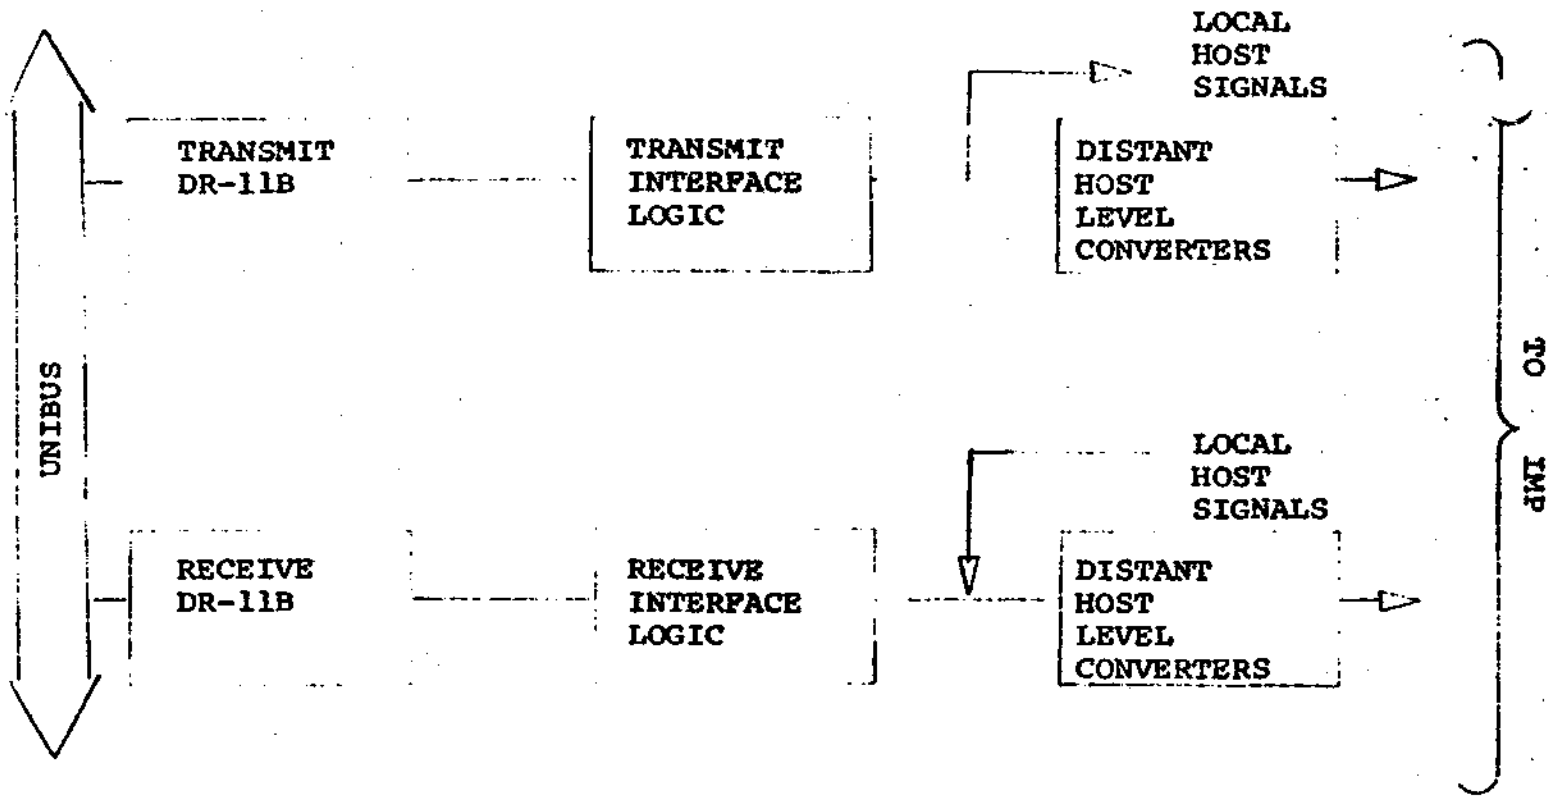 LOCAL
HOST
SIGNALS
TRANSMIT
DR-11B
TRANSMIT
INTERFACE
LOGIC
DISTANT
HOST
LEVEL
CONVERTERS
UNIBUS
TO IMP
LOCAL
HOST
SIGNALS
RECEIVE
DR-11B
RECEIVE
INTERFACE
LOGIC
DISTANT
HOST
LEVEL
CONVERTERS